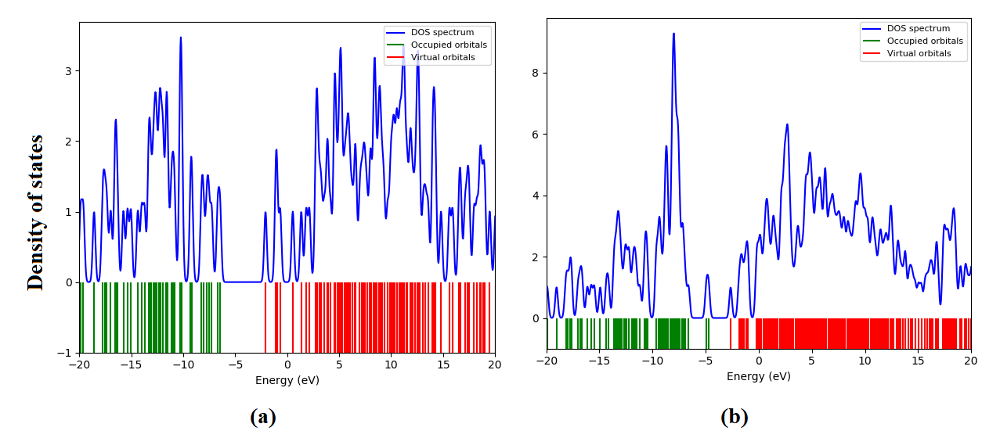 Density of states
3
2
1
0
−1
−20
−15
−10
−5
0
5
10
15
20
Energy (eV)
DOS spectrum
Occupied orbitals
Virtual orbitals
(a)
8
6
4
2
0
−20
−15
−10
−5
0
5
10
15
20
Energy (eV)
DOS spectrum
Occupied orbitals
Virtual orbitals
(b)